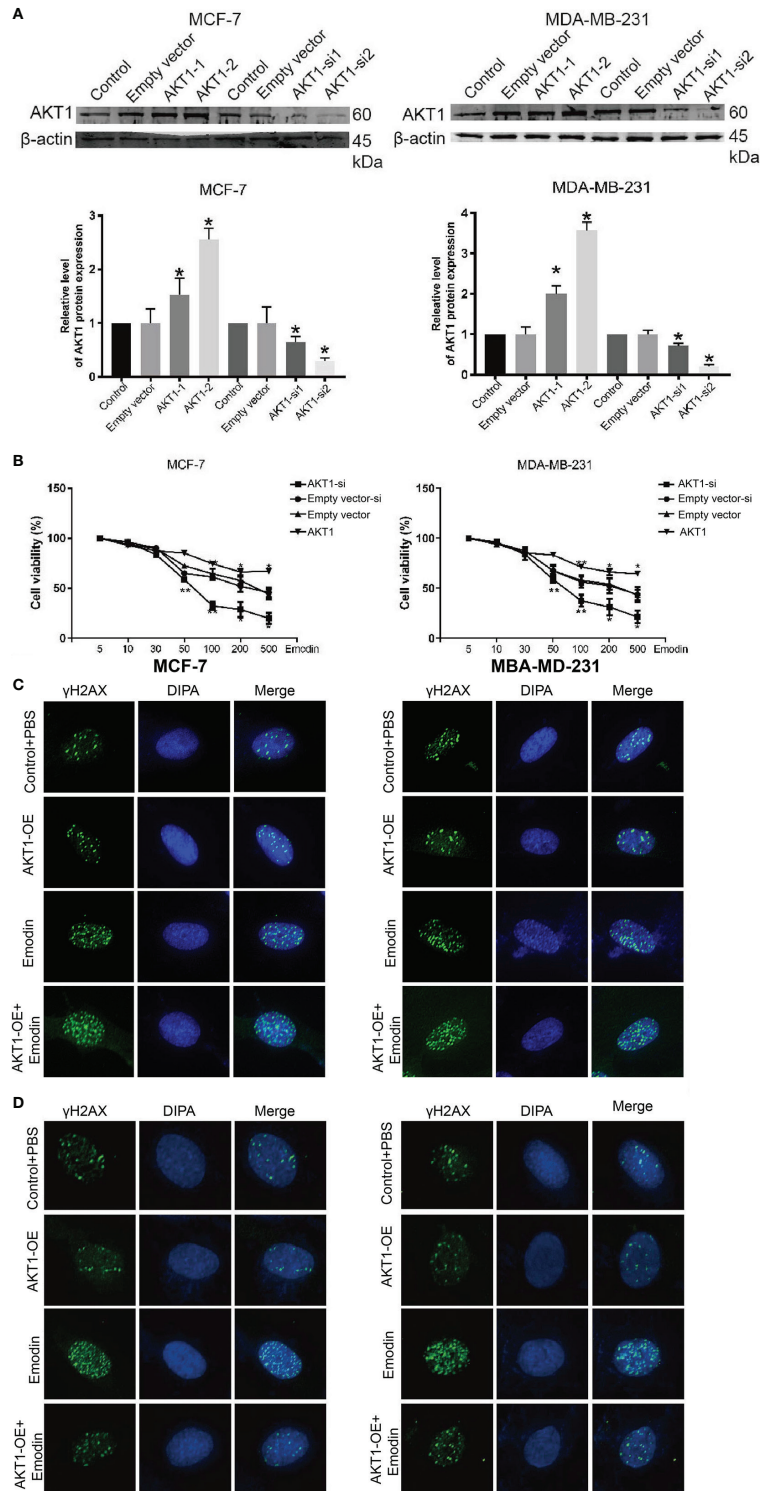 A
MCF-7
Control
Empty vector
AKT1-1
AKT1-2
Control
Empty vector
AKT1-si1
AKT1-si2
AKT1
60
β-actin
45
kDa
MDA-MB-231
Control
Empty vector
AKT1-1
AKT1-2
Control
Empty vector
AKT1-si1
AKT1-si2
AKT1
60
β-actin
45
kDa
MCF-7
Releative level
of AKT1 protein expression
3
2
1
0
* * * *
Control
Empty vector
AKT1-1
AKT1-2
Control
Empty vector
AKT1-si1
AKT1-si2
MDA-MB-231
Releative level
of AKT1 protein expression
4
3
2
1
0
* * * *
Control
Empty vector
AKT1-1
AKT1-2
Control
Empty vector
AKT1-si1
AKT1-si2
B
MCF-7
AKT1-si
Empty vector-si
Empty vector
AKT1
Cell viability (%)
150
100
50
0
** * *
** ** * *
5 10 30 50 100 200 500 Emodin
MDA-MB-231
AKT1-si
Empty vector-si
Empty vector
AKT1
Cell viability (%)
150
100
50
0
** * *
** ** * *
5 10 30 50 100 200 500 Emodin
MCF-7
MBA-MD-231
C
γH2AX DIPA Merge
γH2AX DIPA Merge
Control+PBS
Control+PBS
AKT1-OE
AKT1-OE
Emodin
Emodin
AKT1-OE+
Emodin
AKT1-OE+
Emodin
D
γH2AX DIPA Merge
γH2AX DIPA Merge
Control+PBS
Control+PBS
AKT1-OE
AKT1-OE
Emodin
Emodin
AKT1-OE+
Emodin
AKT1-OE+
Emodin